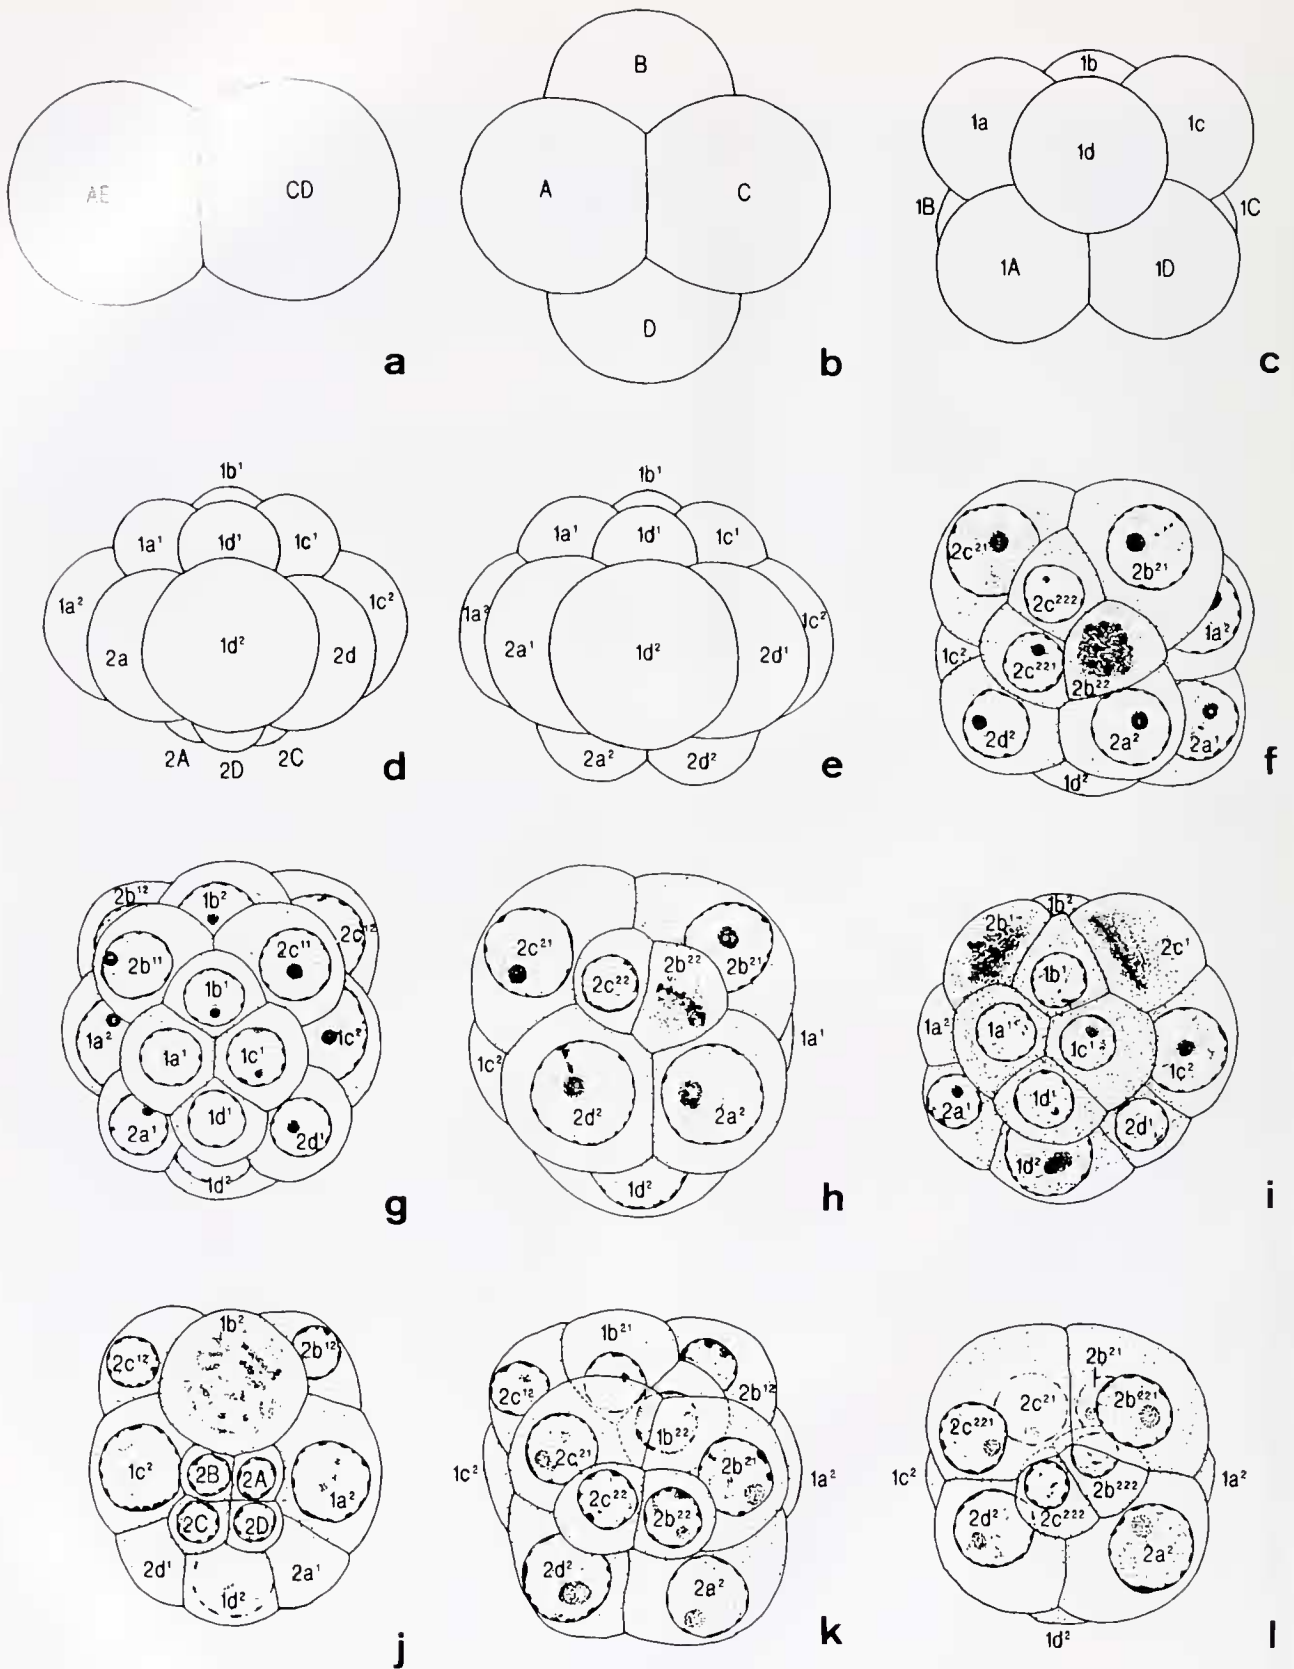 AE CD
a
B
A C
D
b
1b
1a 1c
1d
1B 1C
1A 1D
c
1b¹
1a¹ 1d¹ 1c¹
1a² 1c²
2a 1d² 2d
2A 2D 2C
d
1b¹
1a¹ 1d¹ 1c¹
1a² 1c²
2a¹ 1d² 2d¹
2a² 2d²
e
2c²¹ 2b²¹
2c²²²
1a²
1c² 2c²²¹ 2b²²
2d² 2a² 2a¹
1d²
f
2b¹² 1b² 2c¹²
2b¹¹ 2c¹¹
1b¹
1a² 1a¹ 1c¹ 1c²
2a¹ 1d¹ 2d¹
1d²
g
2c²¹ 2b²² 2b²¹
2c²²
1c² 1a¹
2d² 2a²
1d²
h
1b²
2b¹ 2c¹
1b¹
1a² 1a¹ 1c¹ 1c²
2a¹ 1d¹ 2d¹
1d²
i
1b²
2c¹² 2b¹²
1c² 2B 2A 1a²
2C 2D
2d¹ 1d² 2a¹
j
1b²¹
2c¹² 2b¹²
1b²²
1c² 2c²¹ 2b²¹ 1a²
2c²² 2b²²
2d² 2a²
k
2b²¹
2c²¹ 2b²²¹
2c²²¹
1c² 2b²²² 1a²
2d² 2c²²² 2a²
1d²
l